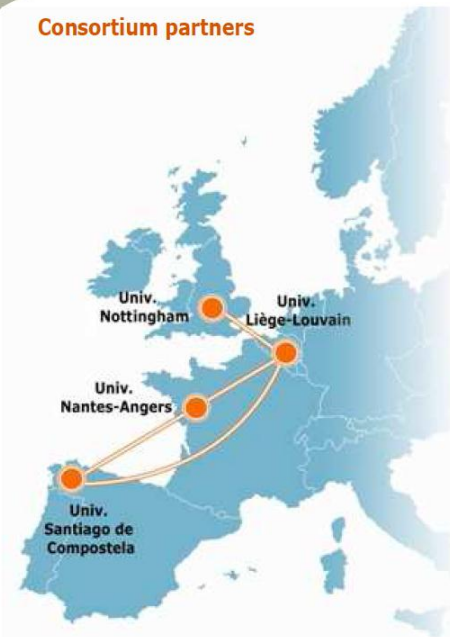 Consortium partners
Univ.
Nottingham
Univ.
Liège-Louvain
Univ.
Nantes-Angers
Univ.
Santiago de
Compostela